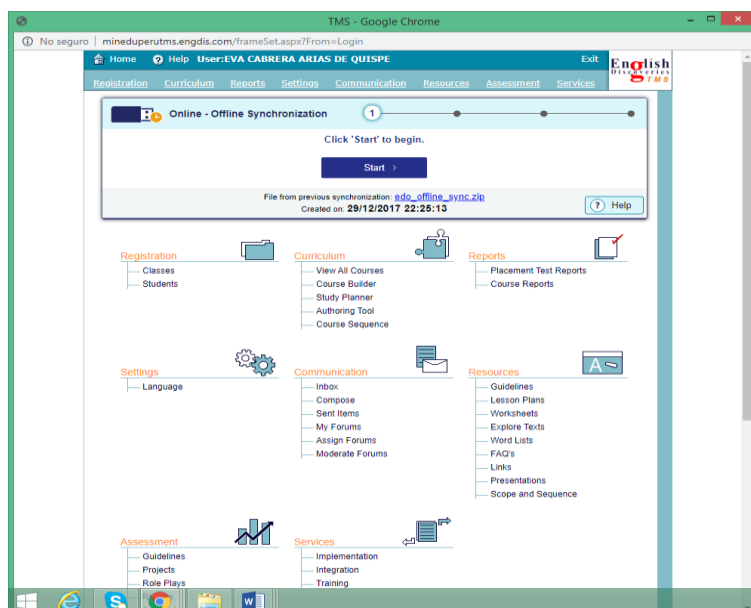 TMS - Google Chrome
No seguro | mineduperutms.engdis.com/frameSet.aspx?From=Login
Home Help User:EVA CABRERA ARIAS DE QUISPE Exit
English Discoveries TMS
Registration Curriculum Reports Settings Communication Resources Assessment Services
Online - Offline Synchronization 1
Click 'Start' to begin.
Start >
File from previous synchronization: edo_offline_sync.zip
Created on: 29/12/2017 22:25:13
? Help
Registration
Classes
Students
Curriculum
View All Courses
Course Builder
Study Planner
Authoring Tool
Course Sequence
Reports
Placement Test Reports
Course Reports
Settings
Language
Communication
Inbox
Compose
Sent Items
My Forums
Assign Forums
Moderate Forums
Resources
Guidelines
Lesson Plans
Worksheets
Explore Texts
Word Lists
FAQ's
Links
Presentations
Scope and Sequence
Assessment
Guidelines
Projects
Role Plays
Services
Implementation
Integration
Training